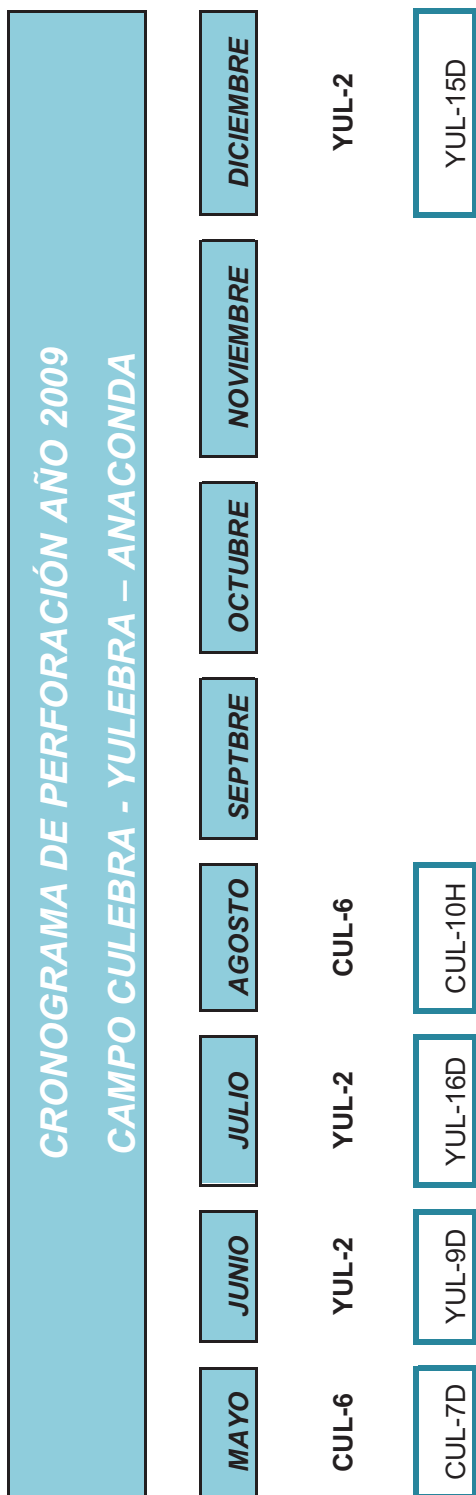 CRONOGRAMA DE PERFORACIÓN AÑO 2009
CAMPO CULEBRA - YULEBRA – ANACONDA
MAYO JUNIO JULIO AGOSTO SEPTBRE OCTUBRE NOVIEMBRE DICIEMBRE
CUL-6 YUL-2 YUL-2 CUL-6 YUL-2
CUL-7D YUL-9D YUL-16D CUL-10H YUL-15D